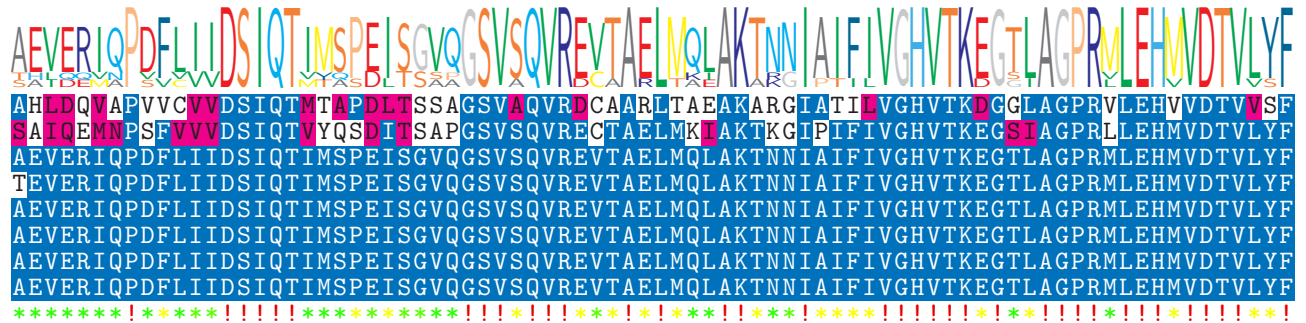 AEVERIQPDFLIIDSIQTIMSPEISGVQGSVSQVREVTAELMQLAKTNNIAIFIVGHVTKEGTLAGPRMLEHMVDTVLYF
AHLDQVAPVVCVVDSIQTMTAPDLTSSAGSVAQVRDCAARLTAEAKARGIATILVGHVTKDGGLAGPRVLEHVVDTVVSF
SAIQEMNPSFVVVDSIQTVYQSDITSAPGSVSQVRECTAELMKIAKTKGIPIFIVGHVTKEGSIAGPRLLEHMVDTVLYF
AEVERIQPDFLIIDSIQTIMSPEISGVQGSVSQVREVTAELMQLAKTNNIAIFIVGHVTKEGTLAGPRMLEHMVDTVLYF
TEVERIQPDFLIIDSIQTIMSPEISGVQGSVSQVREVTAELMQLAKTNNIAIFIVGHVTKEGTLAGPRMLEHMVDTVLYF
AEVERIQPDFLIIDSIQTIMSPEISGVQGSVSQVREVTAELMQLAKTNNIAIFIVGHVTKEGTLAGPRMLEHMVDTVLYF
AEVERIQPDFLIIDSIQTIMSPEISGVQGSVSQVREVTAELMQLAKTNNIAIFIVGHVTKEGTLAGPRMLEHMVDTVLYF
AEVERIQPDFLIIDSIQTIMSPEISGVQGSVSQVREVTAELMQLAKTNNIAIFIVGHVTKEGTLAGPRMLEHMVDTVLYF
AEVERIQPDFLIIDSIQTIMSPEISGVQGSVSQVREVTAELMQLAKTNNIAIFIVGHVTKEGTLAGPRMLEHMVDTVLYF
*******!*****!!!!!**********!!!*!!!***!*!***!!***!****!!!!!!*!**!!!!*!!!*!!!!**!